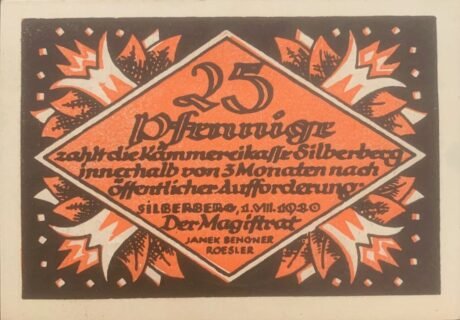 25
Pfennige
zahlt die Kämmereikasse Silberberg
innerhalb von 3 Monaten nach
öffentlicher Aufforderung:
SILBERBERG, 1.VII.1920
Der Magistrat
JANEK BENÖNER
ROESLER